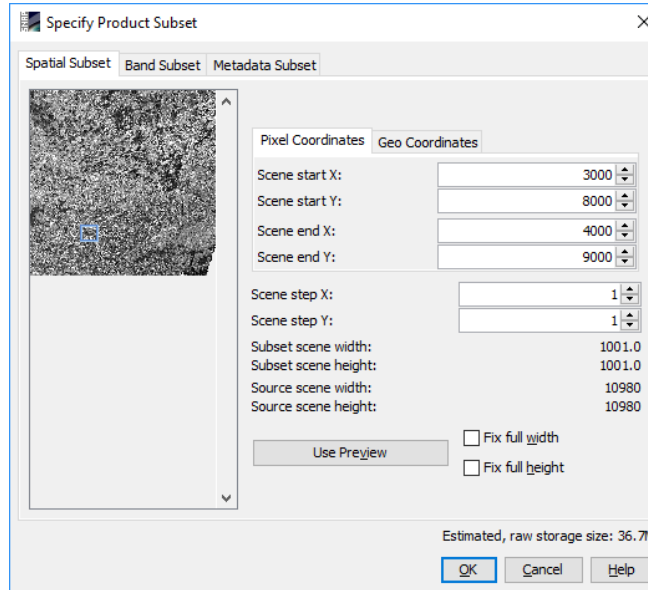 Specify Product Subset
Spatial Subset Band Subset Metadata Subset
Pixel Coordinates Geo Coordinates
Scene start X: 3000
Scene start Y: 8000
Scene end X: 4000
Scene end Y: 9000
Scene step X: 1
Scene step Y: 1
Subset scene width: 1001.0
Subset scene height: 1001.0
Source scene width: 10980
Source scene height: 10980
Use Preview
Fix full width
Fix full height
Estimated, raw storage size: 36.7M
OK Cancel Help